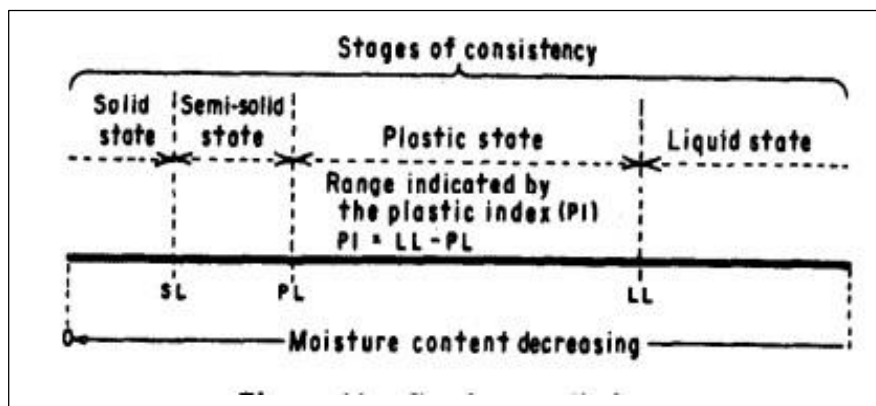 Stages of consistency
Solid state
Semi-solid state
Plastic state
Liquid state
Range indicated by
the plastic index (PI)
PI = LL - PL
SL PL LL
0 Moisture content decreasing